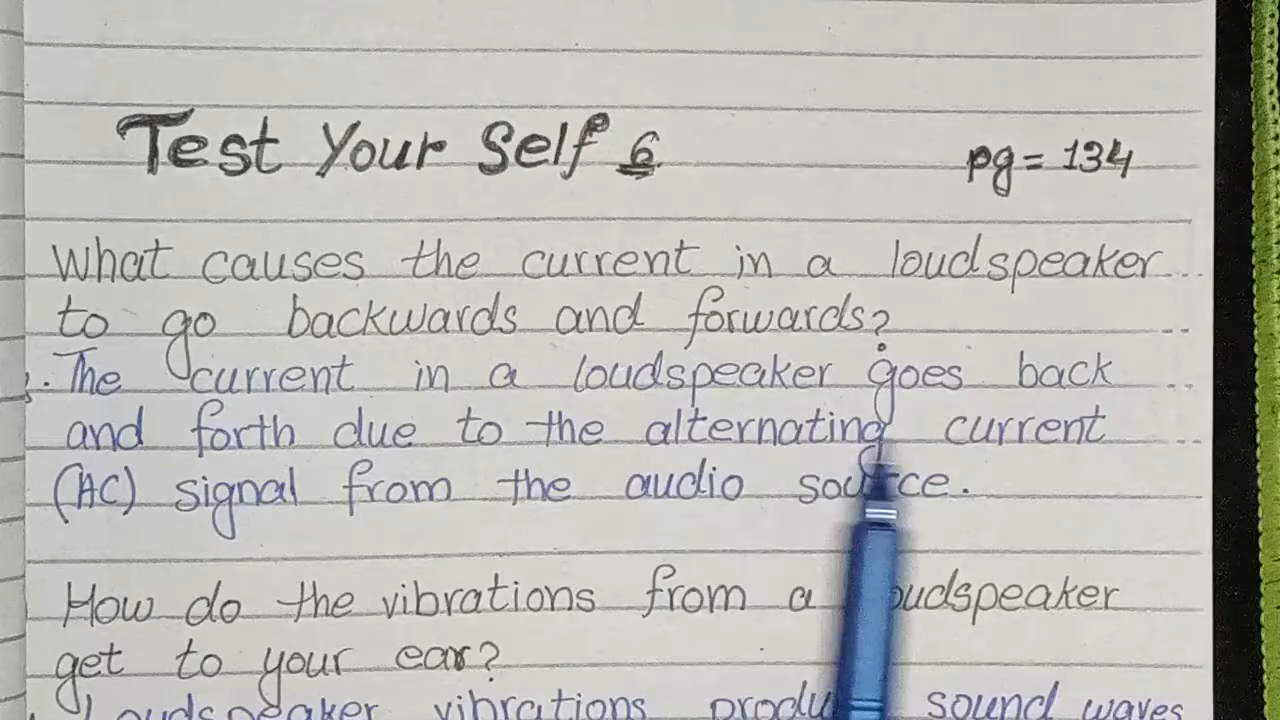 Test Your Self 6
pg = 134
What causes the current in a loudspeaker
to go backwards and forwards?
The current in a loudspeaker goes back
and forth due to the alternating current
(AC) signal from the audio source.
How do the vibrations from a loudspeaker
get to your ear?
Loudspeaker vibrations sound waves